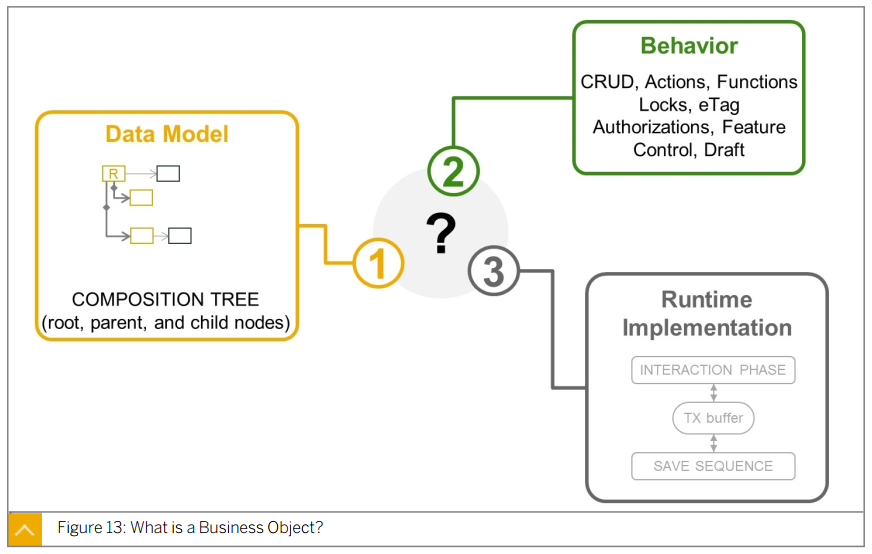 Data Model
R
COMPOSITION TREE
(root, parent, and child nodes)
1
?
2
Behavior
CRUD, Actions, Functions
Locks, eTag
Authorizations, Feature
Control, Draft
3
Runtime
Implementation
INTERACTION PHASE
TX buffer
SAVE SEQUENCE
Figure 13: What is a Business Object?